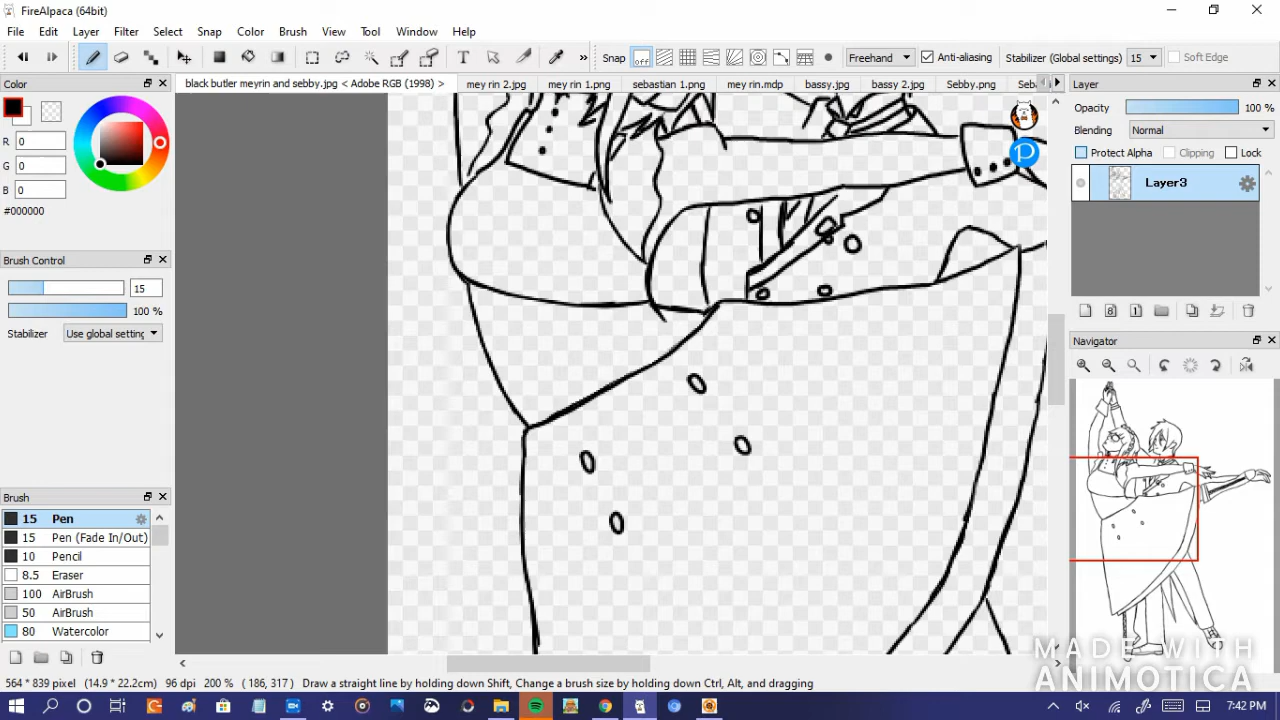 FireAlpaca (64bit)
File Edit Layer Filter Select Snap Color Brush View Tools Window Help
Snap off Freehand Anti-aliasing Stabilizer (Global settings) 15 Soft Edge
Color
black butler meyrin and sebby.jpg < Adobe RGB (1998) >
mey rin 2.jpg
mey rin 1.png
sebastian 1.png
mey rin.mdp
bassy.jpg
bassy 2.jpg
Sebby.png
Seb
Layer
Opacity 100 %
Blending Normal
Protect Alpha Clipping Lock
Layer3
R 0
G 0
B 0
#000000
Brush Control
15
100 %
Stabilizer Use global setting
Navigator
Brush
15 Pen
15 Pen (Fade In/Out)
10 Pencil
8.5 Eraser
100 AirBrush
50 AirBrush
80 Watercolor
564 * 839 pixel (14.9 * 22.2cm) 96 dpi 200 % ( 186, 317 ) Draw a straight line by holding down Shift, Change a brush size by holding down Ctrl, Alt, and dragging
MADE WITH
ANIMOTICA
7:42 PM